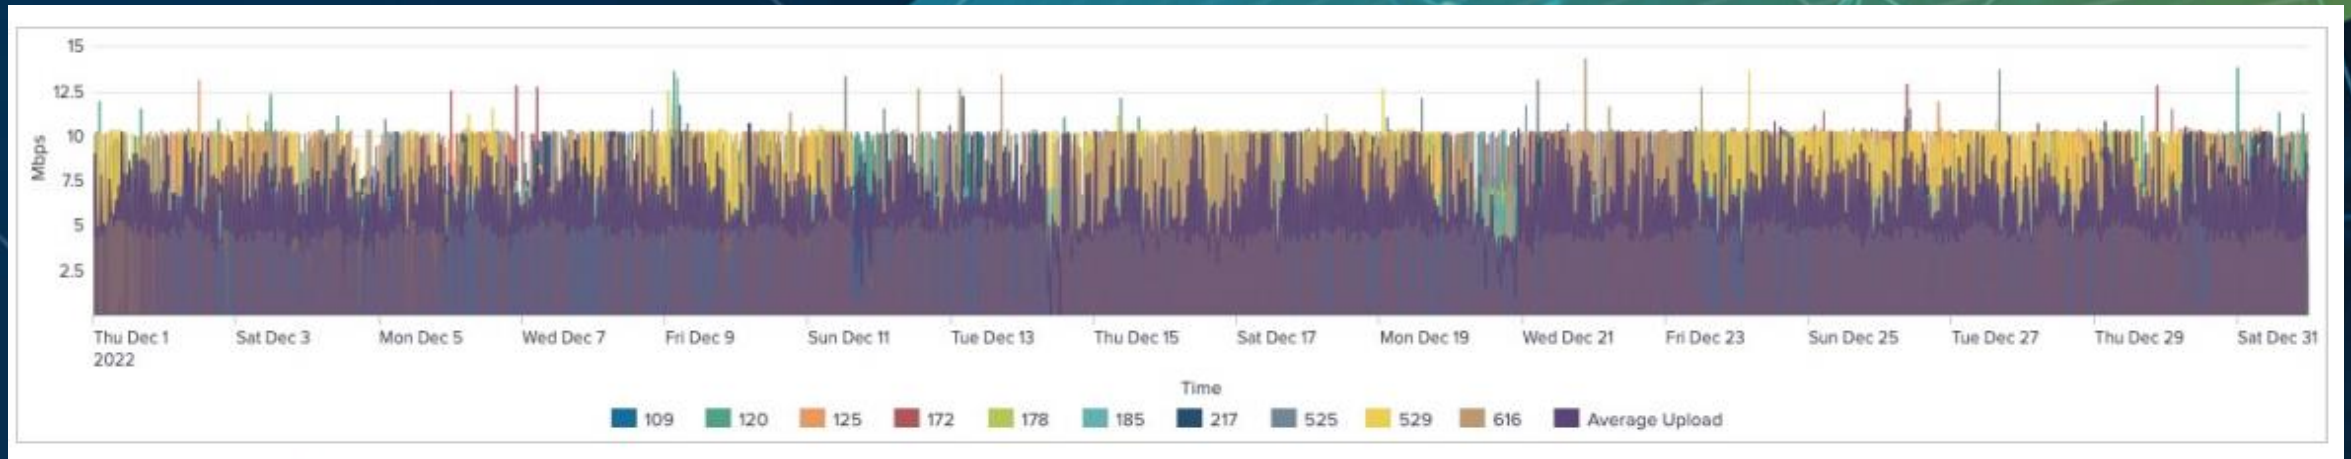 15
12.5
10
7.5
5
2.5
Mbps
Thu Dec 1 Sat Dec 3 Mon Dec 5 Wed Dec 7 Fri Dec 9 Sun Dec 11 Tue Dec 13 Thu Dec 15 Sat Dec 17 Mon Dec 19 Wed Dec 21 Fri Dec 23 Sun Dec 25 Tue Dec 27 Thu Dec 29 Sat Dec 31
2022
Time
109 120 125 172 178 185 217 525 529 616 Average Upload